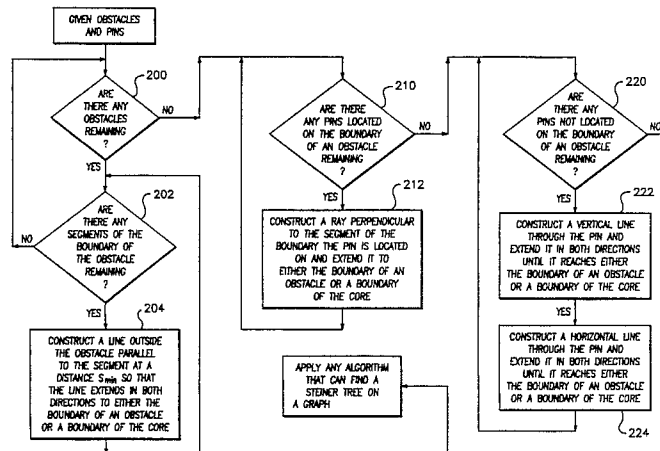 GIVEN OBSTACLES
AND PINS
200
ARE
THERE ANY
OBSTACLES
REMAINING
?
NO
YES
202
ARE
THERE ANY
SEGMENTS OF THE
BOUNDARY OF
THE OBSTACLE
REMAINING
?
NO
YES
204
CONSTRUCT A LINE OUTSIDE
THE OBSTACLE PARALLEL
TO THE SEGMENT AT A
DISTANCE Smin SO THAT
THE LINE EXTENDS IN BOTH
DIRECTIONS TO EITHER THE
BOUNDARY OF AN OBSTACLE
OR A BOUNDARY OF THE CORE
210
ARE THERE
ANY PINS LOCATED
ON THE BOUNDARY
OF AN OBSTACLE
REMAINING
?
NO
YES
212
CONSTRUCT A RAY PERPENDICULAR
TO THE SEGMENT OF THE
BOUNDARY THE PIN IS LOCATED
ON AND EXTEND IT TO
EITHER THE BOUNDARY OF AN
OBSTACLE OR A BOUNDARY
OF THE CORE
APPLY ANY ALGORITHM
THAT CAN FIND A
STEINER TREE ON
A GRAPH
220
ARE
THERE ANY
PINS NOT LOCATED
ON THE BOUNDARY
OF AN OBSTACLE
REMAINING
?
NO
YES
222
CONSTRUCT A VERTICAL LINE
THROUGH THE PIN AND
EXTEND IT IN BOTH DIRECTIONS
UNTIL IT REACHES EITHER
THE BOUNDARY OF AN OBSTACLE
OR A BOUNDARY OF THE CORE
YES
CONSTRUCT A HORIZONTAL LINE
THROUGH THE PIN AND
EXTEND IT IN BOTH DIRECTIONS
UNTIL IT REACHES EITHER
THE BOUNDARY OF AN OBSTACLE
OR A BOUNDARY OF THE CORE
224